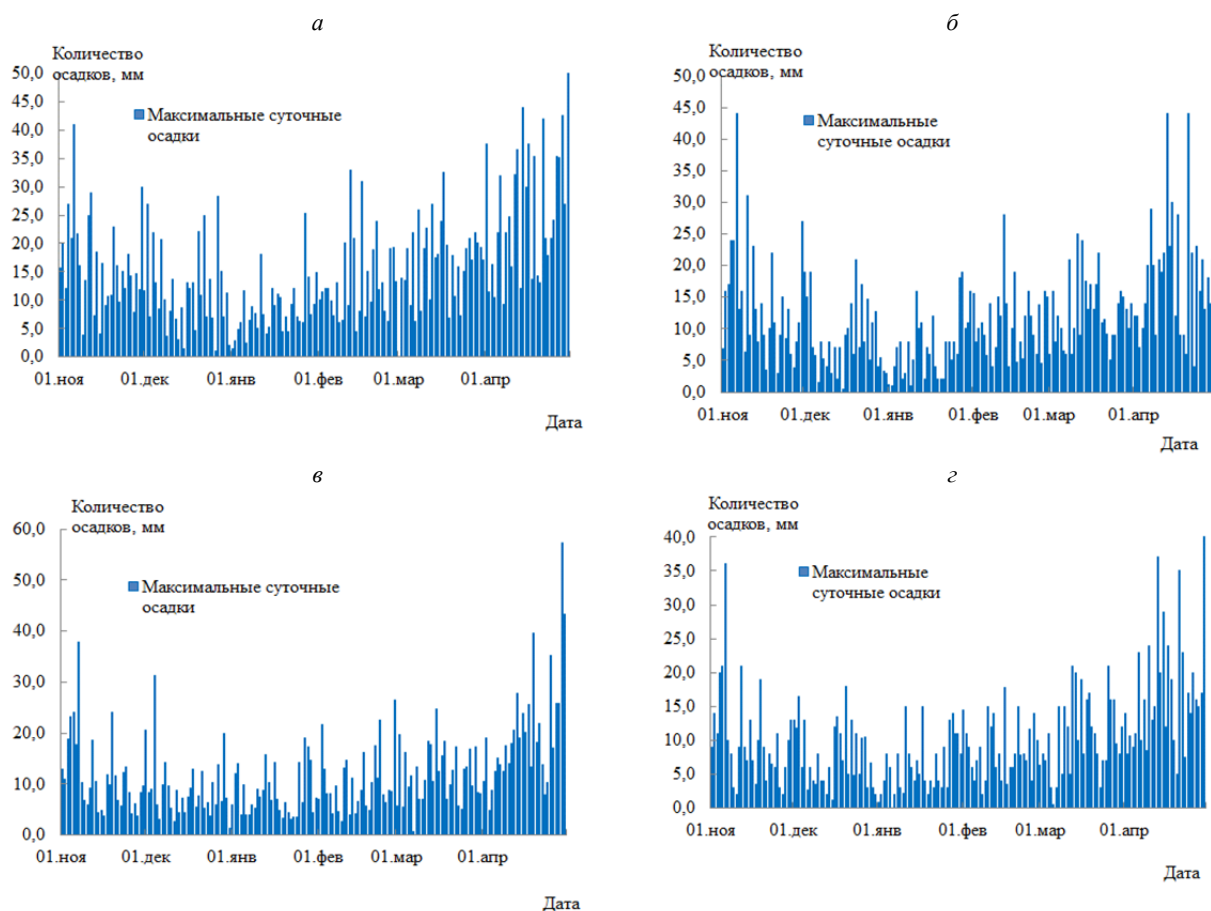 а
Количество
осадков, мм
50,0
45,0
40,0
35,0
30,0
25,0
20,0
15,0
10,0
5,0
0,0
Максимальные суточные
осадки
01.ноя 01.дек 01.янв 01.фев 01.мар 01.апр
Дата
б
Количество
осадков, мм
50,0
45,0
40,0
35,0
30,0
25,0
20,0
15,0
10,0
5,0
0,0
Максимальные
суточные осадки
01.ноя 01.дек 01.янв 01.фев 01.мар 01.апр
Дата
в
Количество
осадков, мм
60,0
50,0
40,0
30,0
20,0
10,0
0,0
Максимальные суточные
осадки
01.ноя 01.дек 01.янв 01.фев 01.мар 01.апр
Дата
г
Количество
осадков, мм
40,0
35,0
30,0
25,0
20,0
15,0
10,0
5,0
0,0
Максимальные
суточные осадки
01.ноя 01.дек 01.янв 01.фев 01.мар 01.апр
Дата